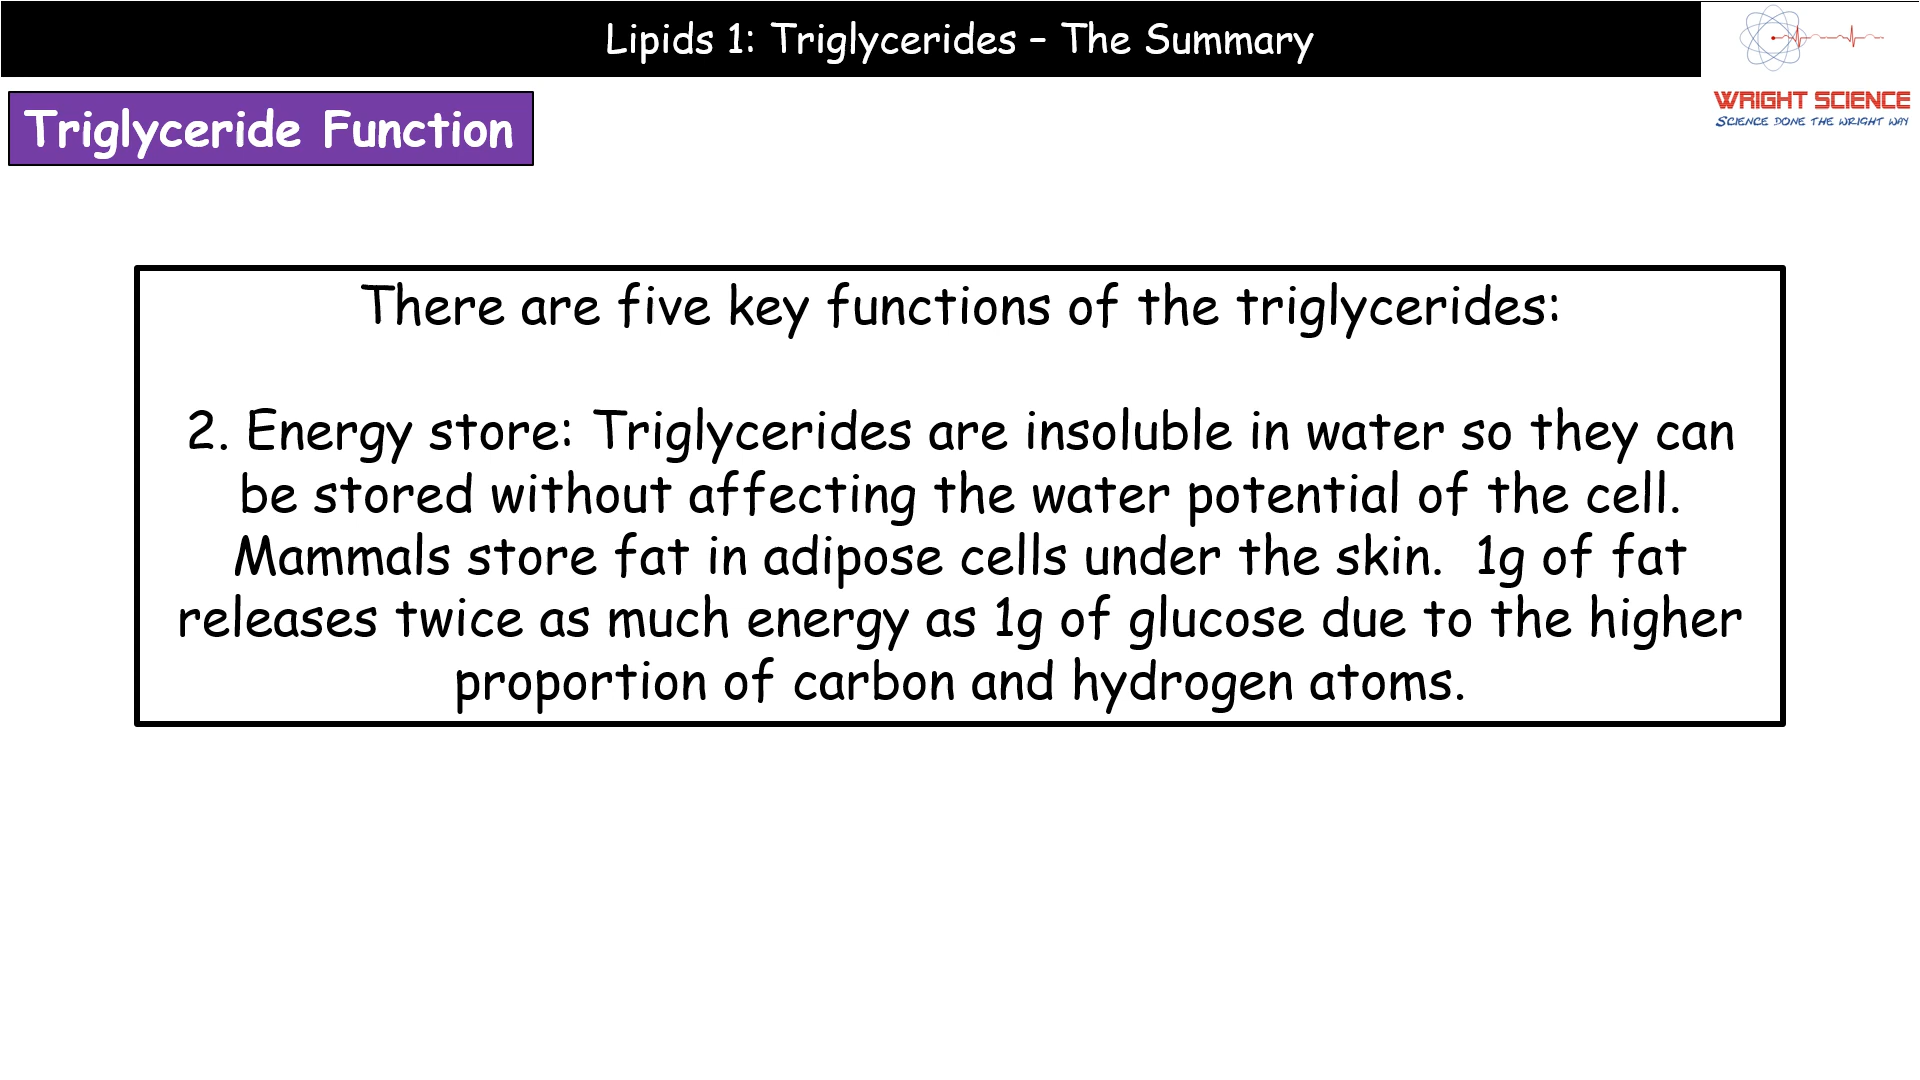 Lipids 1: Triglycerides – The Summary
WRIGHT SCIENCE
SCIENCE DONE THE WRIGHT WAY
Triglyceride Function
There are five key functions of the triglycerides:
2. Energy store: Triglycerides are insoluble in water so they can
be stored without affecting the water potential of the cell.
Mammals store fat in adipose cells under the skin.  1g of fat
releases twice as much energy as 1g of glucose due to the higher
proportion of carbon and hydrogen atoms.